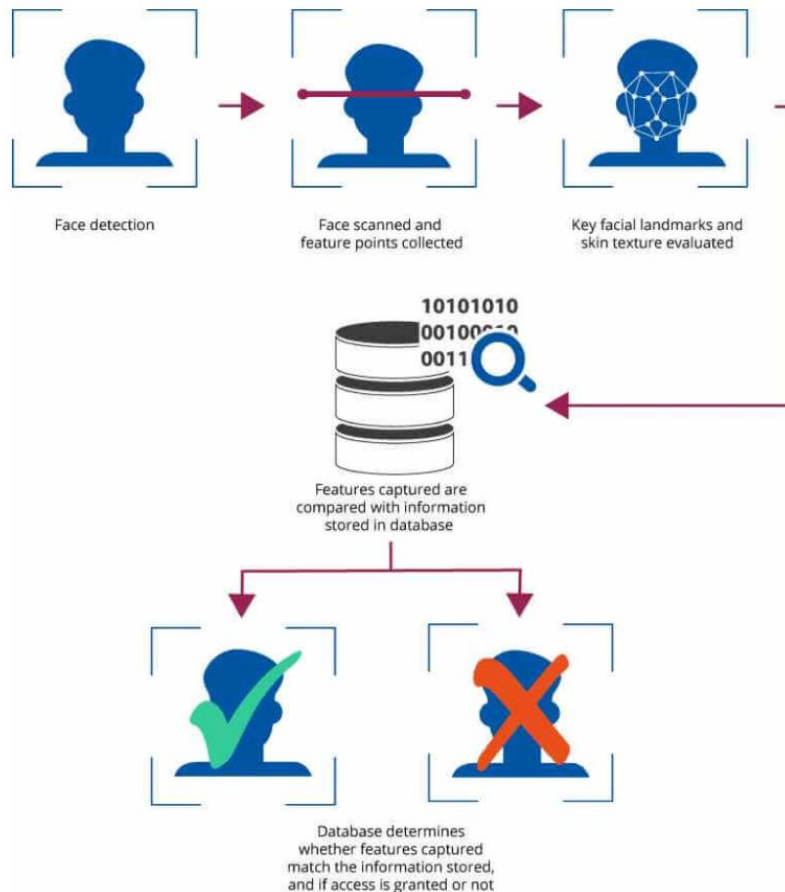 Face detection
Face scanned and
feature points collected
Key facial landmarks and
skin texture evaluated
10101010
00100010
0011
Features captured are
compared with information
stored in database
Database determines
whether features captured
match the information stored,
and if access is granted or not